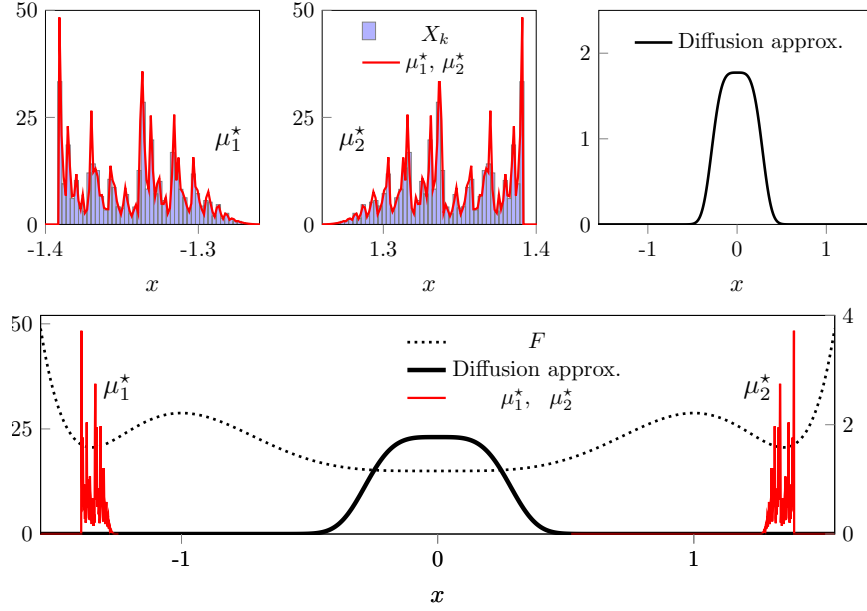 50
25
0
-1.4
-1.3
x
μ₁⋆
50
25
0
1.3
1.4
x
μ₂⋆
X_k
μ₁⋆, μ₂⋆
2
1
0
-1
0
1
x
Diffusion approx.
50
25
0
4
2
0
-1
0
1
x
μ₁⋆
μ₂⋆
F
Diffusion approx.
μ₁⋆, μ₂⋆